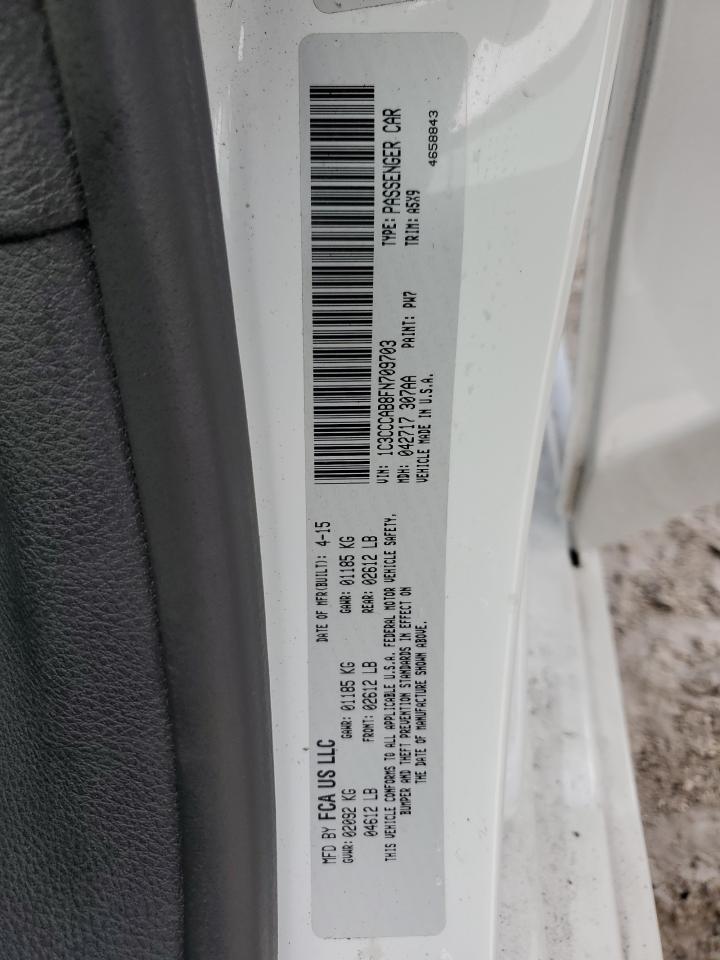 MFD BY FCA US LLC
DATE OF MFR(BUILT): 4-15
GVWR: 02092 KG
GAWR: 01185 KG
GAWR: 01185 KG
04612 LB
FRONT: 02612 LB
REAR: 02612 LB
THIS VEHICLE CONFORMS TO ALL APPLICABLE U.S.A. FEDERAL MOTOR VEHICLE SAFETY,
BUMPER AND THEFT PREVENTION STANDARDS IN EFFECT ON
THE DATE OF MANUFACTURE SHOWN ABOVE.
VIN: 1C3CCCAB8FN709703
TYPE: PASSENGER CAR
MDH: 042717 307AA
PAINT: PW7
TRIM: A5X9
VEHICLE MADE IN U.S.A.
4658843